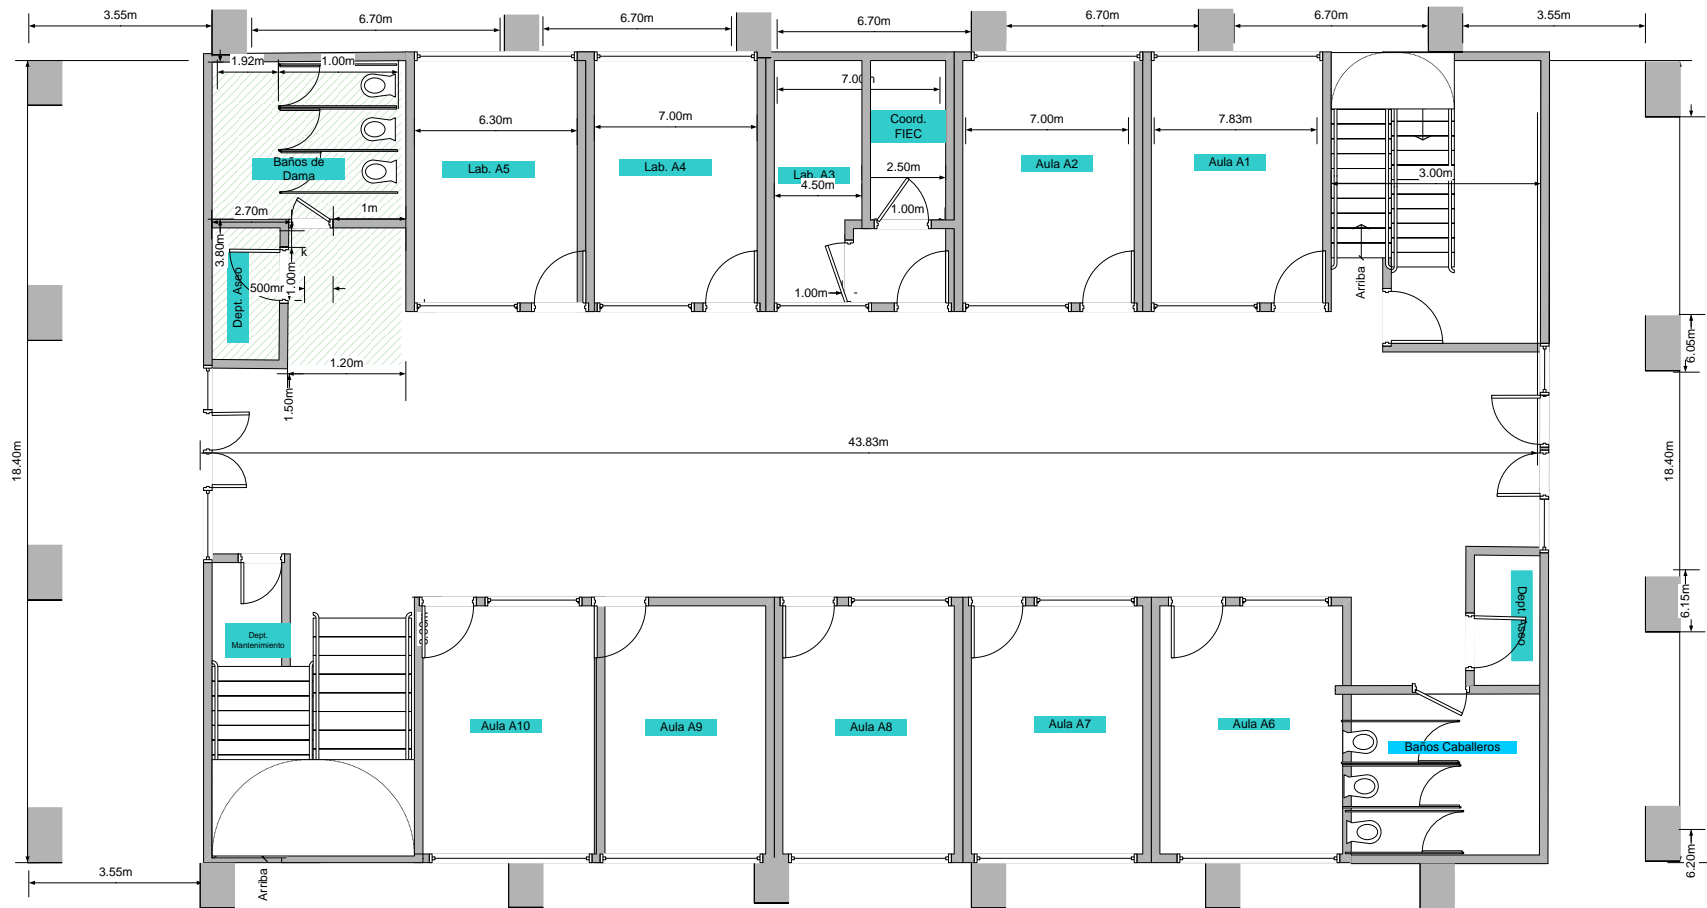 3.55m
6.70m
6.70m
6.70m
6.70m
6.70m
3.55m
1.92m
1.00m
7.00m
6.30m
7.00m
Coord.
FIEC
7.00m
7.83m
Baños de
Dama
Lab. A5
Lab. A4
Lab. A3
4.50m
2.50m
Aula A2
Aula A1
3.00m
2.70m
1m
1.00m
3.80m
k
1.00m
500mr
Dept. Aseo
1.00m
Arriba
1.20m
1.50m
6.05m
43.83m
18.40m
18.40m
Dept. Aseo
6.15m
Dept.
Mantenimiento
Aula A10
Aula A9
Aula A8
Aula A7
Aula A6
Baños Caballeros
3.55m
Arriba
6.20m